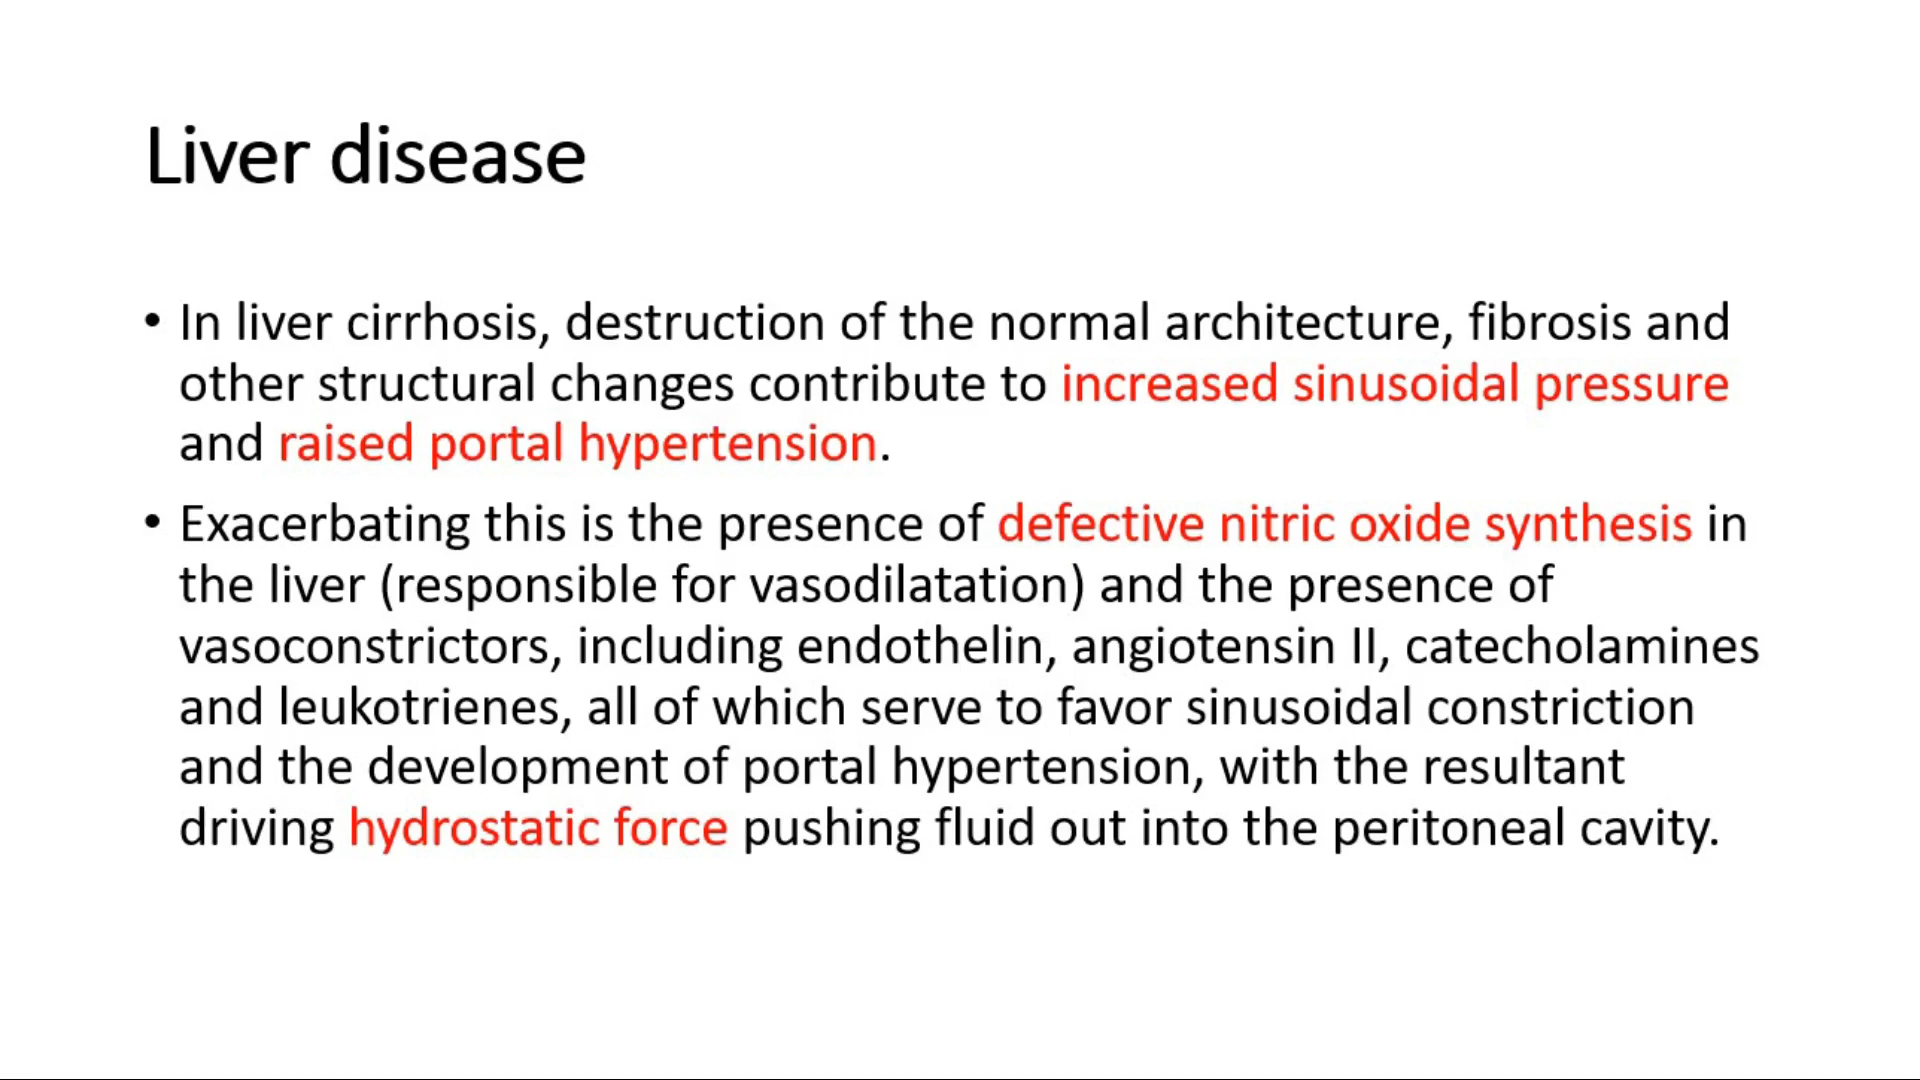 Liver disease
• In liver cirrhosis, destruction of the normal architecture, fibrosis and
other structural changes contribute to increased sinusoidal pressure
and raised portal hypertension.
• Exacerbating this is the presence of defective nitric oxide synthesis in
the liver (responsible for vasodilatation) and the presence of
vasoconstrictors, including endothelin, angiotensin II, catecholamines
and leukotrienes, all of which serve to favor sinusoidal constriction
and the development of portal hypertension, with the resultant
driving hydrostatic force pushing fluid out into the peritoneal cavity.